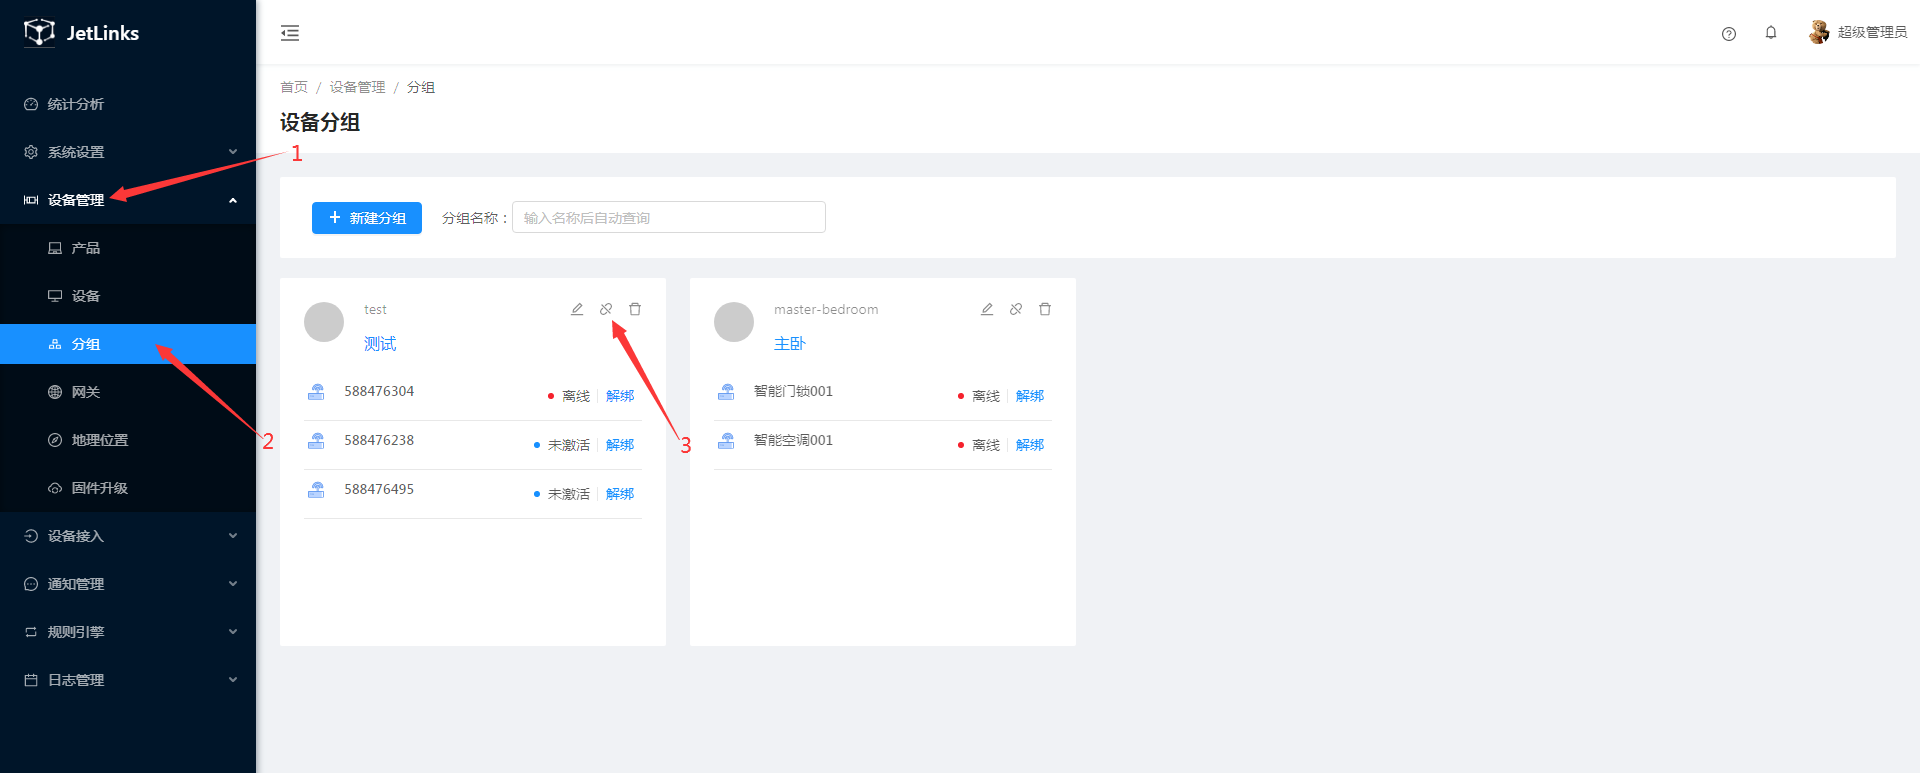 JetLinks
统计分析
系统设置
设备管理
产品
设备
分组
网关
地理位置
固件升级
设备接入
通知管理
规则引擎
日志管理
超级管理员
首页 / 设备管理 / 分组
设备分组
1
2
3
+ 新建分组 分组名称： 输入名称后自动查询
test
测试
588476304 离线 解绑
588476238 未激活 解绑
588476495 未激活 解绑
master-bedroom
主卧
智能门锁001 离线 解绑
智能空调001 离线 解绑